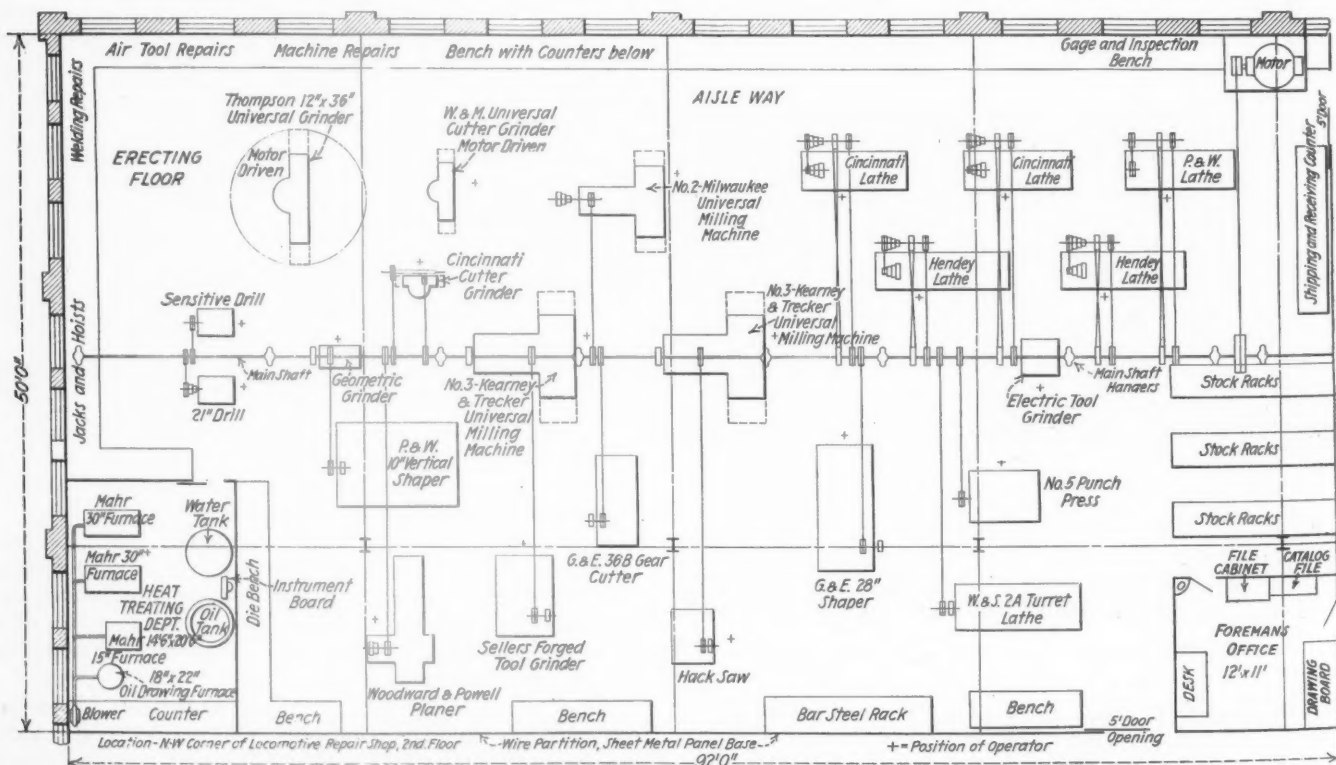 Air Tool Repairs
Machine Repairs
Bench with Counters below
Gage and Inspection
Bench
Motor
Welding Repairs
Thompson 12"x 36"
Universal Grinder
Motor
Driven
W. & M. Universal
Cutter Grinder
Motor Driven
AISLE WAY
ERECTING
FLOOR
No.2-Milwaukee
Universal
Milling
Machine
Cincinnati
Lathe
Cincinnati
Lathe
P. & W.
Lathe
5' Door
Shipping and Receiving Counter
Hendey
Lathe
Hendey
Lathe
Cincinnati
Cutter
Grinder
Sensitive Drill
No.3-Kearney
& Trecker
Universal
Milling Machine
Jacks and Hoists
50'0"
Main Shaft
21" Drill
Geometric
Grinder
No.3-Kearney
& Trecker
Universal
Milling
Machine
Electric Tool
Grinder
Main Shaft
Hangers
Stock Racks
Stock Racks
Stock Racks
P. & W.
10" Vertical
Shaper
No.5 Punch
Press
Mahr
30" Furnace
Water
Tank
Mahr 30"
Furnace
HEAT
TREATING
DEPT.
14'6"x20'6"
Instrument
Board
Die Bench
Oil
Tank
Mahr
15" Furnace
18"x 22"
Oil Drawing Furnace
Blower
Counter
G. & E. 36B Gear
Cutter
G. & E. 28"
Shaper
W. & S. 2A Turret
Lathe
FILE
CABINET
CATALOG
FILE
FOREMANS
OFFICE
12'x 11'
DESK
DRAWING
BOARD
Sellers Forged
Tool Grinder
Hack Saw
Woodward & Powell
Planer
Bench
Bench
Bar Steel Rack
Bench
5' Door
Opening
Location - N-W Corner of Locomotive Repair Shop, 2nd. Floor
Wire Partition, Sheet Metal Panel Base
+ = Position of Operator
92'0"